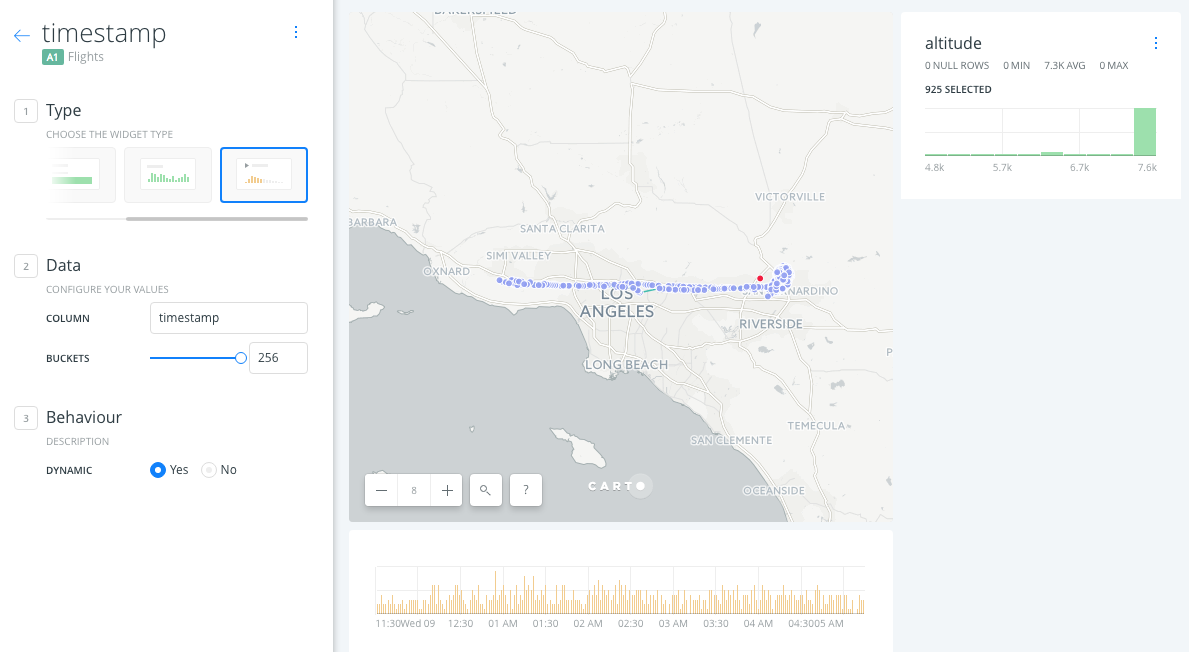 timestamp
A1 Flights
1 Type
CHOOSE THE WIDGET TYPE
2 Data
CONFIGURE YOUR VALUES
COLUMN timestamp
BUCKETS 256
3 Behaviour
DESCRIPTION
DYNAMIC Yes No
BAKERSFIELD
VICTORVILLE
BARBARA
SANTA CLARITA
SIMI VALLEY
OXNARD
NARDINO
LOS
ANGELES
RIVERSIDE
LONG BEACH
P
TEMECULA
SAN CLEMENTE
OCEANSIDE
8 ?
CARTO
11:30Wed 09 12:30 01 AM 01:30 02 AM 02:30 03 AM 03:30 04 AM 04:3005 AM
altitude
0 NULL ROWS 0 MIN 7.3K AVG 0 MAX
925 SELECTED
4.8k 5.7k 6.7k 7.6k